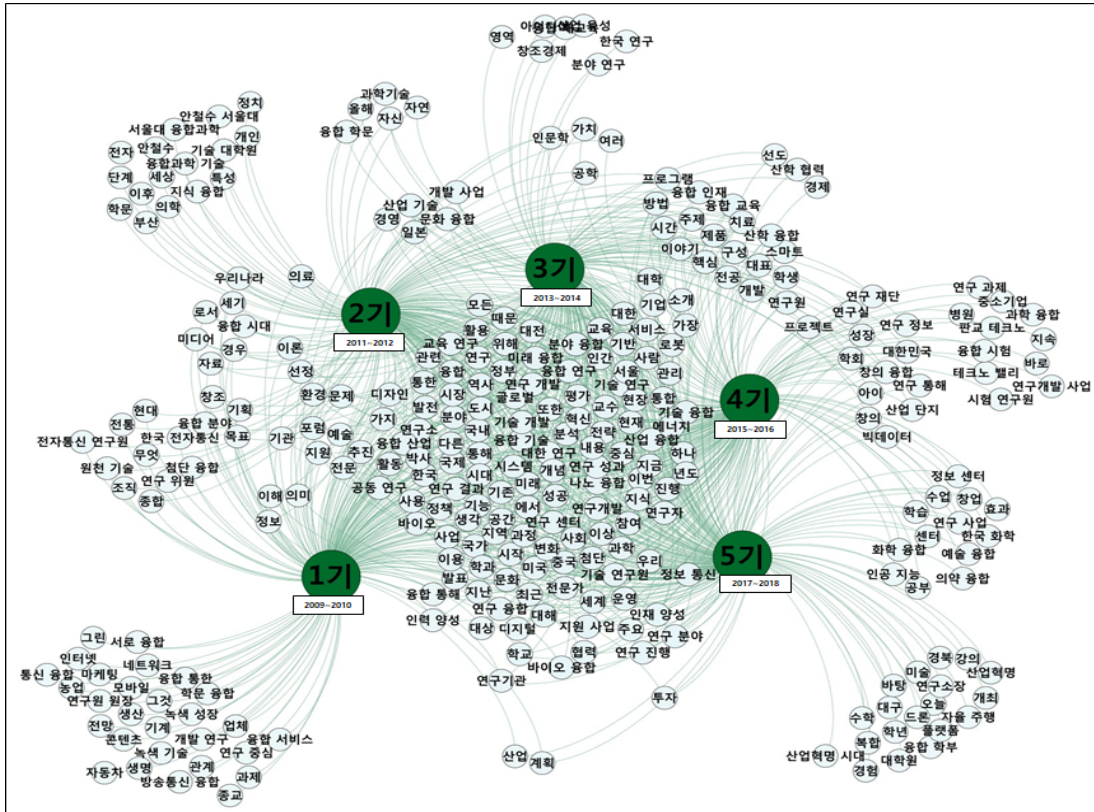 영역
창조경제
한국 연구
분야 연구
과학기술
올해
자신
자연
융합 학문
인문학
가치
여러
공학
정치
안철수 서울대
서울대 융합과학
안철수
기술 대학원
개인
전자
융합과학 기술
단계
세상
특성
이후
지식 융합
학문
의학
부산
개발 사업
산업 기술
경영
문화 융합
일본
선도
산학 협력
경제
프로그램
융합 인재
방법
융합 교육
시간
주제
치료
제품
산학 융합
이야기
구성
스마트
핵심
대표
전공
학생
개발
연구원
3기
2013~2014
2기
2011~2012
4기
2015~2016
1기
2009~2010
5기
2017~2018
우리나라
의료
세기
로서
융합 시대
미디어
경우
이론
자료
선정
환경
문제
창조
기획
현대
전통
융합 분야
전자통신 연구원
한국
전자통신
목표
무엇
원천 기술
첨단 융합
조직
연구 위원
종합
기관
포럼
예술
지원
추진
전문
이해
의미
정보
대학
모든
때문
대한
기업
소개
활용
대전
교육
서비스
가장
교육 연구
위해
분야 융합
기반
로봇
관련
연구
미래 융합
인간
사람
융합
정부
융합 연구
서울
관리
통한
디자인
시장
역사
연구 개발
기술 연구
글로벌
평가
현장
통합
가지
발전
분야
도시
또한
혁신
교수
기술 융합
연구소
국내
기술 개발
현재
에너지
융합 산업
다른
융합 기술
분석
전략
산업 융합
박사
통해
대한 연구
내용
중심
하나
활동
국제
시스템
개념
연구 성과
지금
한국
시대
나노 융합
이번
년도
공동 연구
연구 결과
미래
성공
지식
진행
사용
정책
기능
기존
에서
연구개발
연구자
바이오
생각
공간
연구 센터
참여
사업
지역
과정
사회
이상
국가
변화
과학
이용
시작
중국
첨단
우리
학과
미국
기술 연구원
정보 통신
발표
문화
전문가
융합 통해
지난
최근
세계
운영
인력 양성
연구 융합
대해
인재 양성
대상
디지털
지원 사업
주요
연구 분야
학교
협력
연구 진행
바이오 융합
연구기관
투자
산업
계획
연구 재단
연구실
프로젝트
성장
연구 정보
학회
대한민국
창의 융합
아이
연구 통해
창의
산업 단지
빅데이터
연구 과제
중소기업
병원
과학 융합
판교 테크노
지속
융합 시험
바로
테크노 밸리
연구개발 사업
시험 연구원
정보 센터
수업
창업
효과
학습
연구 사업
센터
한국 화학
화학 융합
예술 융합
인공 지능
의약 융합
공부
그린
서로 융합
인터넷
네트워크
통신 융합
마케팅
융합 통한
농업
모바일
학문 융합
연구원 원장
그것
생산
녹색 성장
전망
기계
업체
콘텐츠
개발 연구
융합 서비스
녹색 기술
연구 중심
자동차
생명
관계
방송통신 융합
과제
종교
경북
강의
미술
산업혁명
바탕
연구소장
오늘
개최
대구
수학
드론
자율 주행
학년
플랫폼
복합
융합 학부
산업혁명 시대
대학원
경험